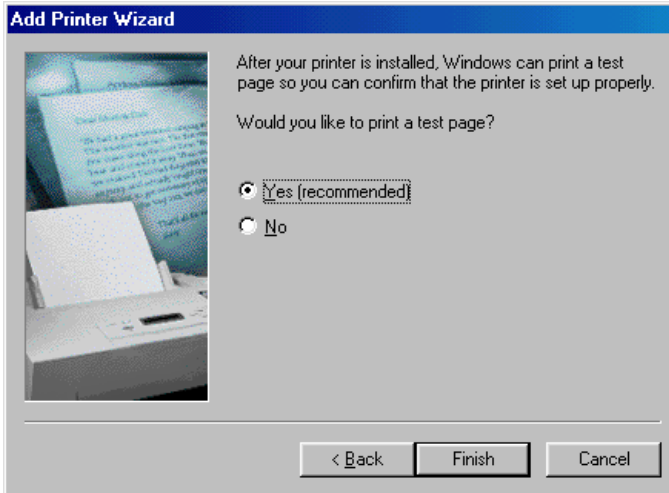 Add Printer Wizard
After your printer is installed, Windows can print a test
page so you can confirm that the printer is set up properly.
Would you like to print a test page?
Yes (recommended)
No
< Back
Finish
Cancel